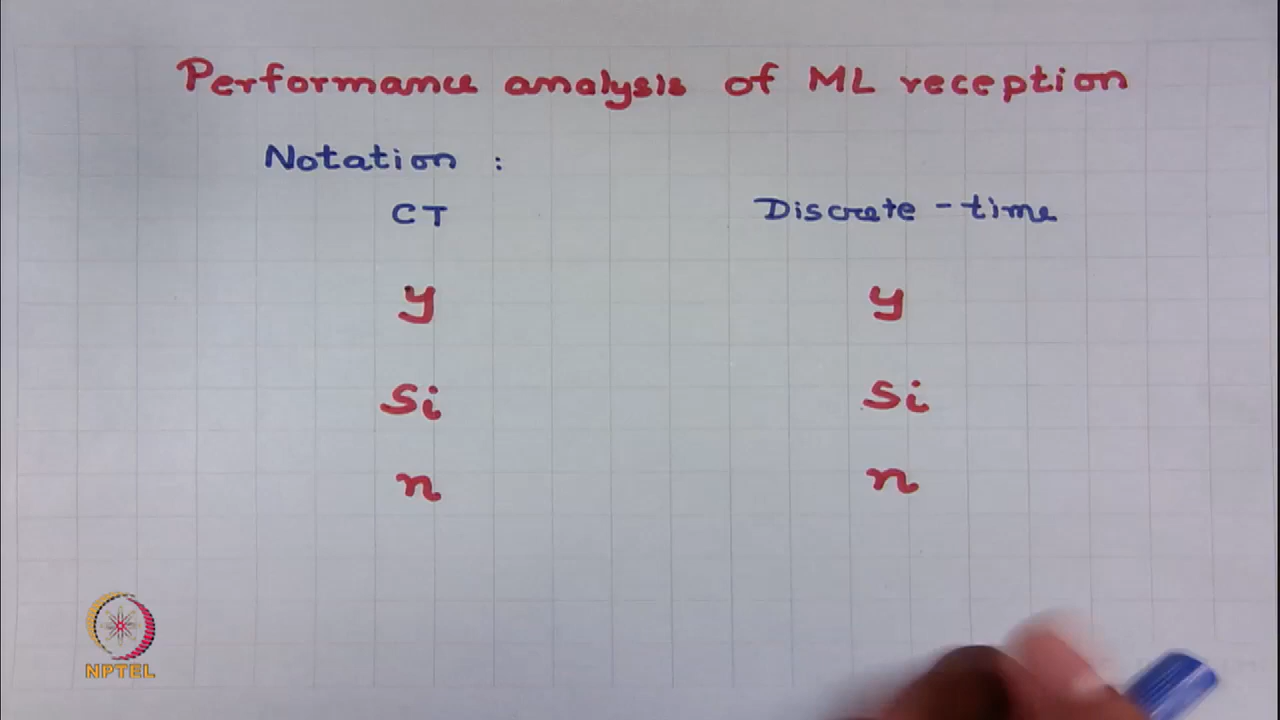 Performance analysis of ML reception
Notation :
CT Discrete-time
y y
si si
n n
NPTEL